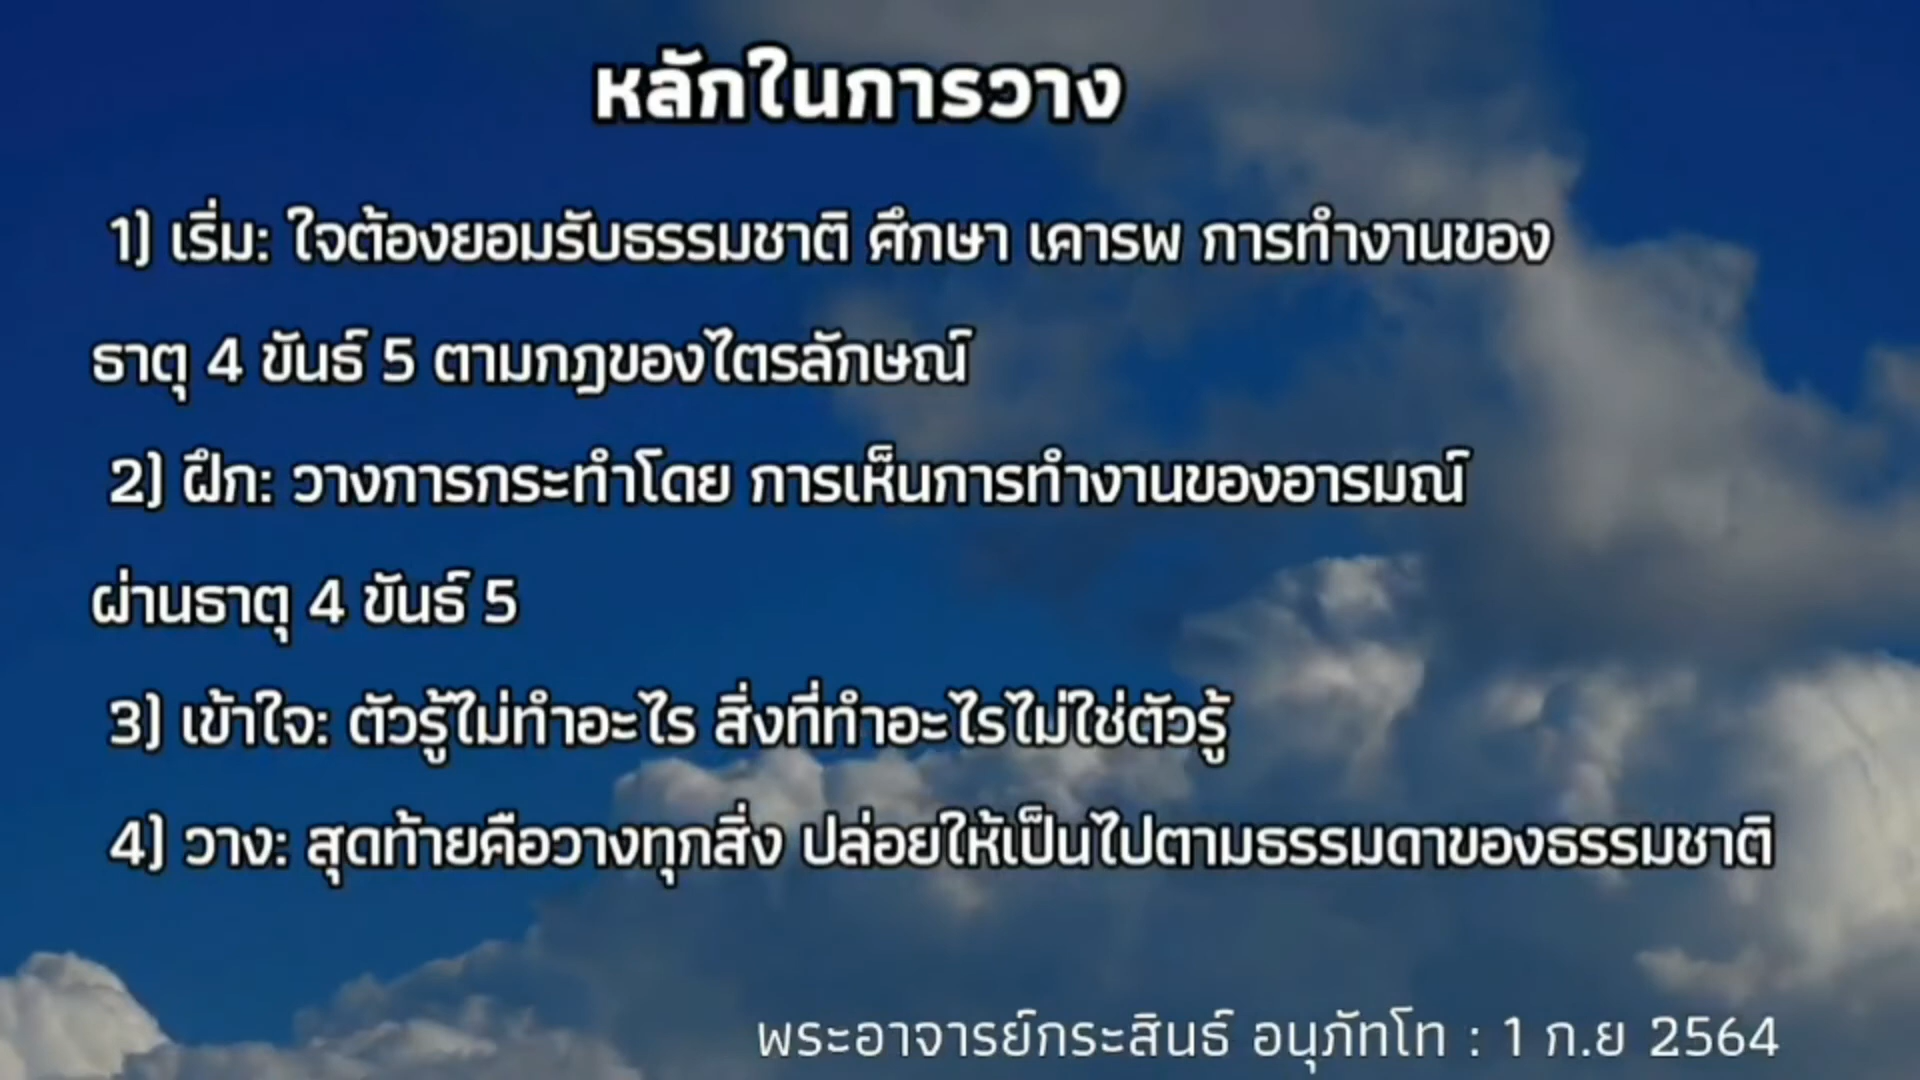 หลักในการวาง
1) เริ่ม: ใจต้องยอมรับธรรมชาติ ศึกษา เคารพ การทำงานของ
ธาตุ 4 ขันธ์ 5 ตามกฎของไตรลักษณ์
2) ฝึก: วางการกระทำโดย การเห็นการทำงานของอารมณ์
ผ่านธาตุ 4 ขันธ์ 5
3) เข้าใจ: ตัวรู้ไม่ทำอะไร สิ่งที่ทำอะไรไม่ใช่ตัวรู้
4) วาง: สุดท้ายคือวางทุกสิ่ง ปล่อยให้เป็นไปตามธรรมดาของธรรมชาติ
พระอาจารย์กระสินธ์ อนุภัทโท : 1 ก.ย 2564